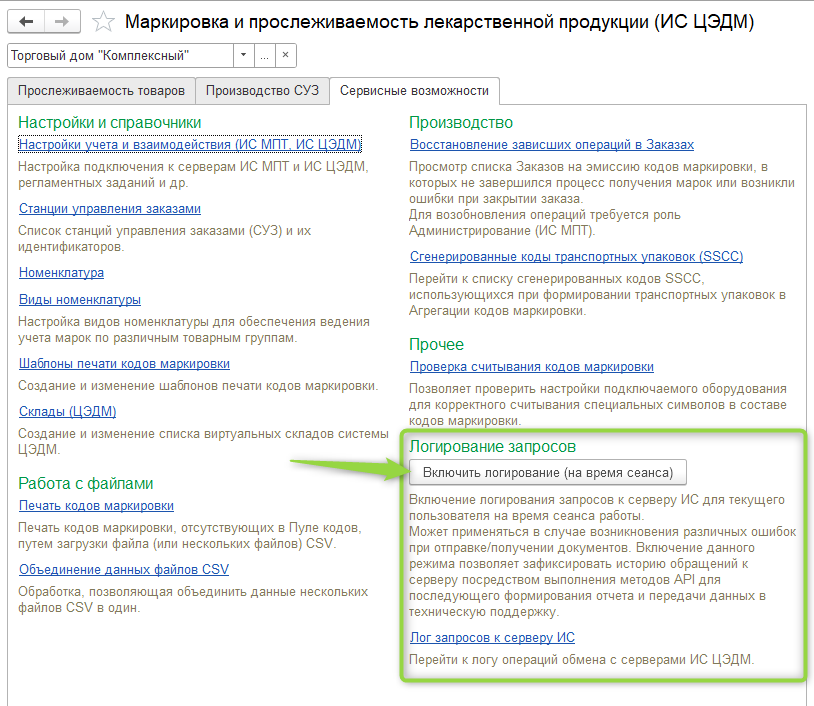 Маркировка и прослеживаемость лекарственной продукции (ИС ЦЭДМ)
Торговый дом "Комплексный"
Прослеживаемость товаров
Производство СУЗ
Сервисные возможности
Настройки и справочники
Настройки учета и взаимодействия (ИС МПТ, ИС ЦЭДМ)
Настройка подключения к серверам ИС МПТ и ИС ЦЭДМ,
регламентных заданий и др.
Станции управления заказами
Список станций управления заказами (СУЗ) и их
идентификаторов.
Номенклатура
Виды номенклатуры
Настройка видов номенклатуры для обеспечения ведения
учета марок по различным товарным группам.
Шаблоны печати кодов маркировки
Создание и изменение шаблонов печати кодов маркировки.
Склады (ЦЭДМ)
Создание и изменение списка виртуальных складов системы
ЦЭДМ.
Работа с файлами
Печать кодов маркировки
Печать кодов маркировки, отсутствующих в Пуле кодов,
путем загрузки файла (или нескольких файлов) CSV.
Объединение данных файлов CSV
Обработка, позволяющая объединить данные нескольких
файлов CSV в один.
Производство
Восстановление зависших операций в Заказах
Просмотр списка Заказов на эмиссию кодов маркировки, в
которых не завершился процесс получения марок или возникли
ошибки при закрытии заказа.
Для возобновления операций требуется роль
Администрирование (ИС МПТ).
Сгенерированные коды транспортных упаковок (SSCC)
Перейти к списку сгенерированных кодов SSCC,
использующихся при формировании транспортных упаковок в
Агрегации кодов маркировки.
Прочее
Проверка считывания кодов маркировки
Позволяет проверить настройки подключаемого оборудования
для корректного считывания специальных символов в составе
кодов маркировки.
Логирование запросов
Включить логирование (на время сеанса)
Включение логирования запросов к серверу ИС для текущего
пользователя на время сеанса работы.
Может применяться в случае возникновения различных ошибок
при отправке/получении документов. Включение данного
режима позволяет зафиксировать историю обращений к
серверу посредством выполнения методов API для
последующего формирования отчета и передачи данных в
техническую поддержку.
Лог запросов к серверу ИС
Перейти к логу операций обмена с серверами ИС ЦЭДМ.